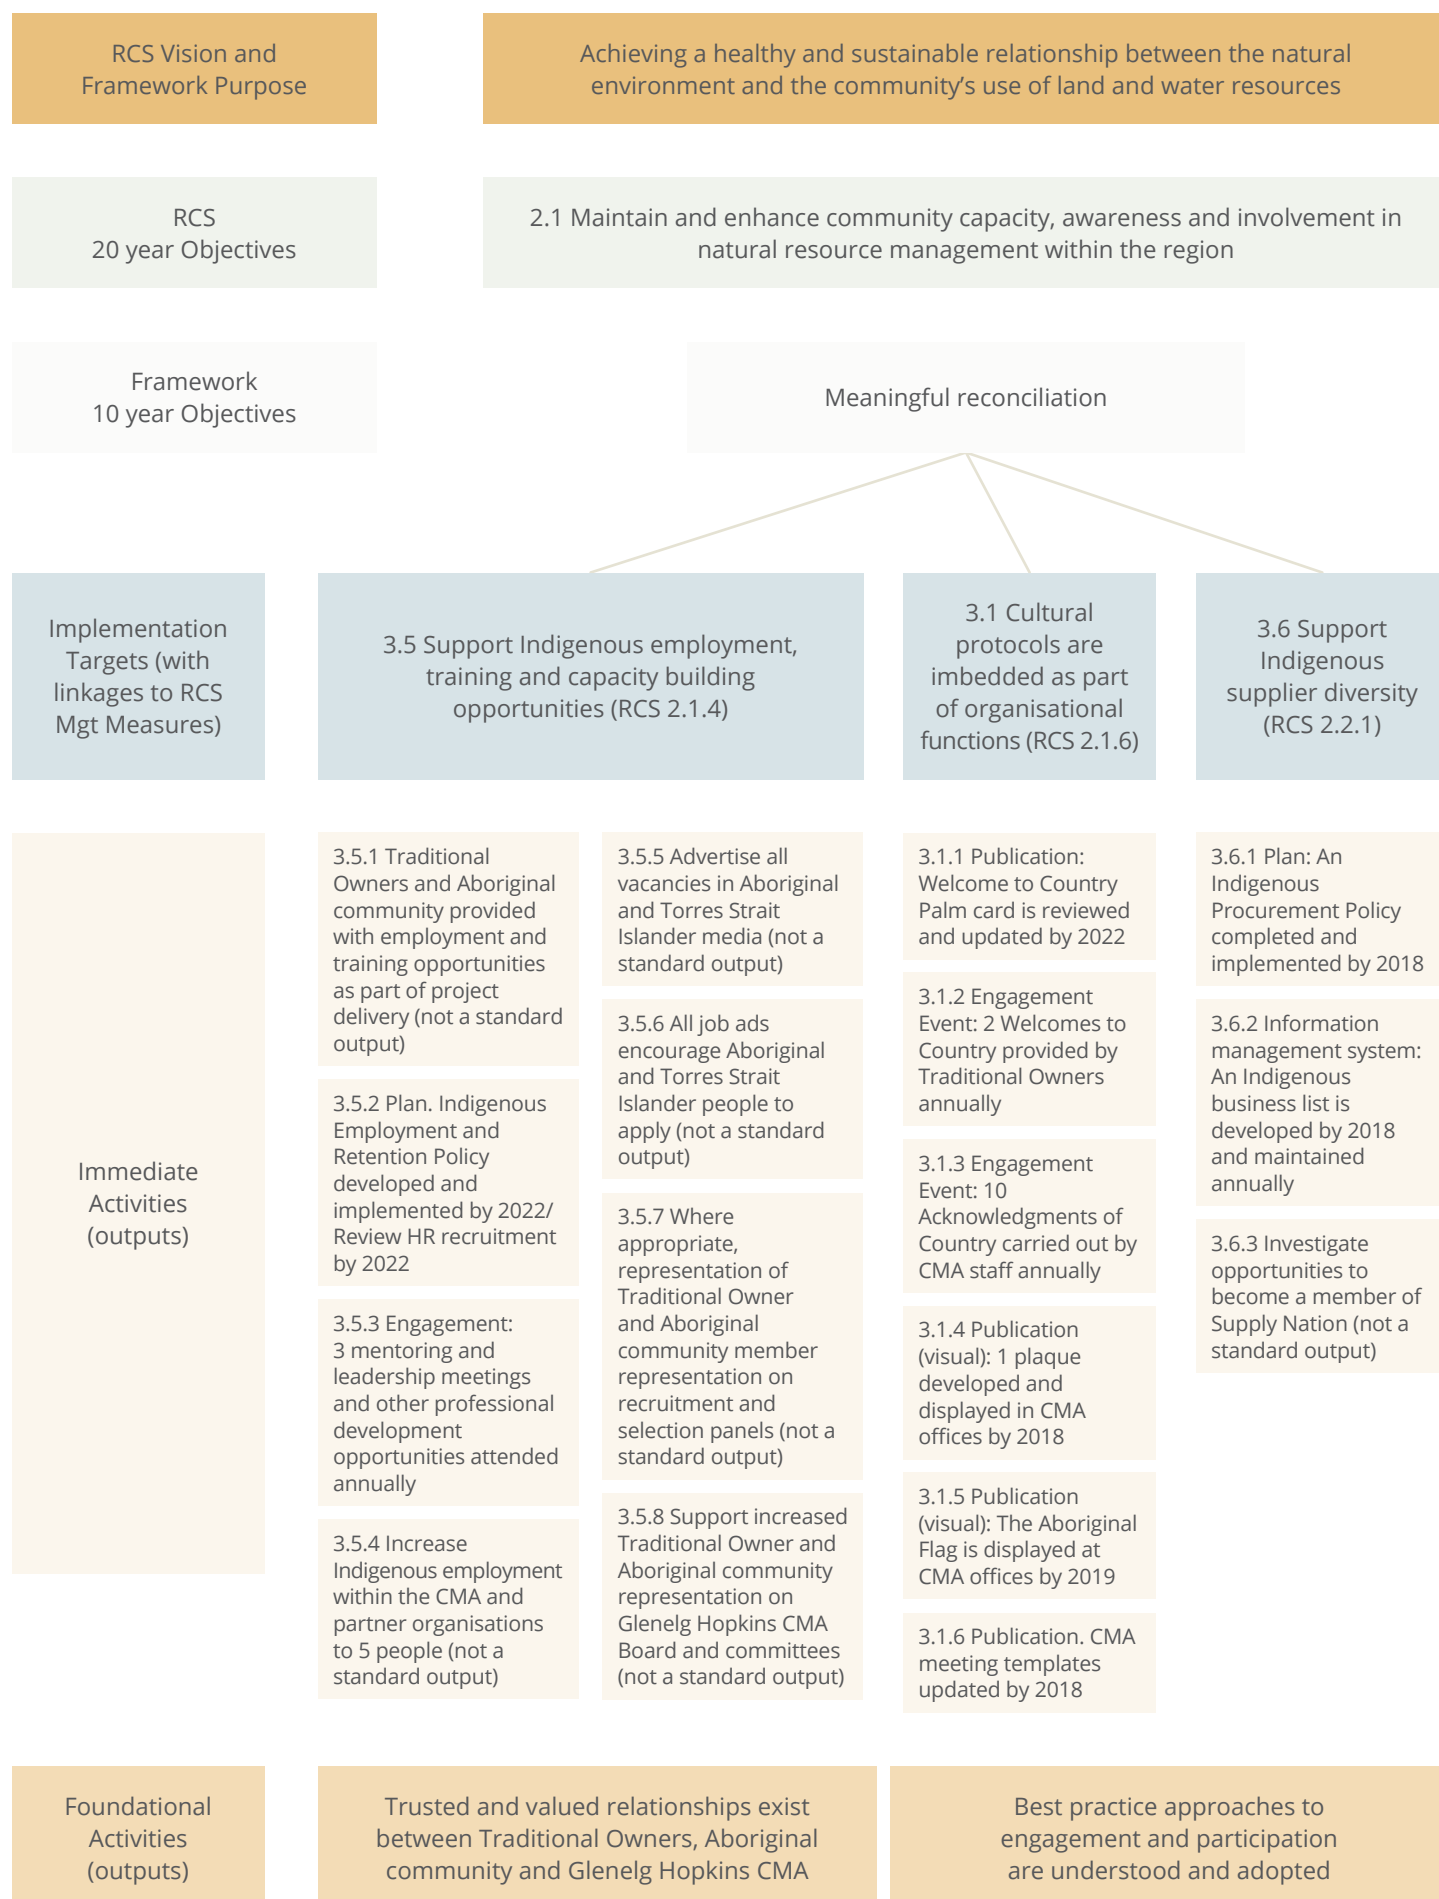 RCS Vision and
Framework Purpose
Achieving a healthy and sustainable relationship between the natural
environment and the community’s use of land and water resources
RCS
20 year Objectives
2.1 Maintain and enhance community capacity, awareness and involvement in
natural resource management within the region
Framework
10 year Objectives
Meaningful reconciliation
Implementation
Targets (with
linkages to RCS
Mgt Measures)
3.5 Support Indigenous employment,
training and capacity building
opportunities (RCS 2.1.4)
3.1 Cultural
protocols are
imbedded as part
of organisational
functions (RCS 2.1.6)
3.6 Support
Indigenous
supplier diversity
(RCS 2.2.1)
Immediate
Activities
(outputs)
3.5.1 Traditional
Owners and Aboriginal
community provided
with employment and
training opportunities
as part of project
delivery (not a standard
output)
3.5.2 Plan. Indigenous
Employment and
Retention Policy
developed and
implemented by 2022/
Review HR recruitment
by 2022
3.5.3 Engagement:
3 mentoring and
leadership meetings
and other professional
development
opportunities attended
annually
3.5.4 Increase
Indigenous employment
within the CMA and
partner organisations
to 5 people (not a
standard output)
3.5.5 Advertise all
vacancies in Aboriginal
and Torres Strait
Islander media (not a
standard output)
3.5.6 All job ads
encourage Aboriginal
and Torres Strait
Islander people to
apply (not a standard
output)
3.5.7 Where
appropriate,
representation of
Traditional Owner
and Aboriginal
community member
representation on
recruitment and
selection panels (not a
standard output)
3.5.8 Support increased
Traditional Owner and
Aboriginal community
representation on
Glenelg Hopkins CMA
Board and committees
(not a standard output)
3.1.1 Publication:
Welcome to Country
Palm card is reviewed
and updated by 2022
3.1.2 Engagement
Event: 2 Welcomes to
Country provided by
Traditional Owners
annually
3.1.3 Engagement
Event: 10
Acknowledgments of
Country carried out by
CMA staff annually
3.1.4 Publication
(visual): 1 plaque
developed and
displayed in CMA
offices by 2018
3.1.5 Publication
(visual): The Aboriginal
Flag is displayed at
CMA offices by 2019
3.1.6 Publication. CMA
meeting templates
updated by 2018
3.6.1 Plan: An
Indigenous
Procurement Policy
completed and
implemented by 2018
3.6.2 Information
management system:
An Indigenous
business list is
developed by 2018
and maintained
annually
3.6.3 Investigate
opportunities to
become a member of
Supply Nation (not a
standard output)
Foundational
Activities
(outputs)
Trusted and valued relationships exist
between Traditional Owners, Aboriginal
community and Glenelg Hopkins CMA
Best practice approaches to
engagement and participation
are understood and adopted